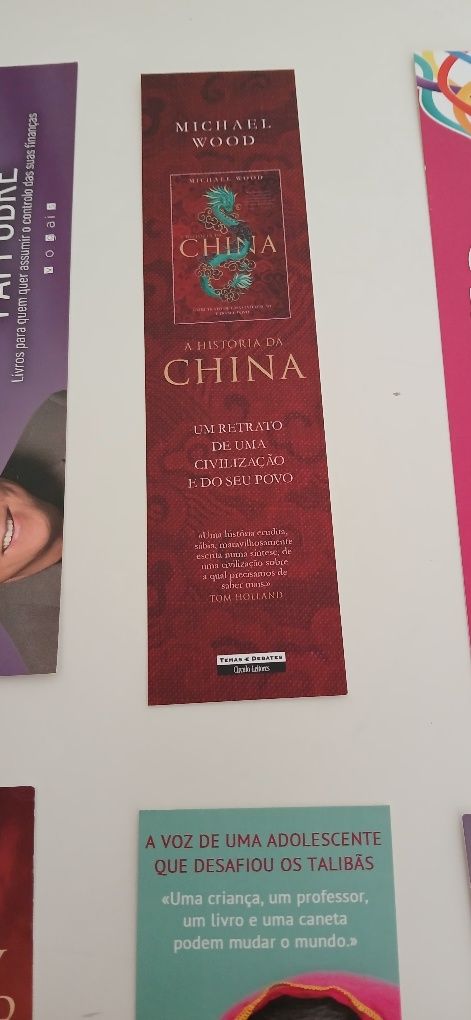 Livros para quem quer assumir o controlo das suas finanças
vogais
MICHAEL
WOOD
MICHAEL WOOD
CHINA
A HISTÓRIA DA
CHINA
UM RETRATO
DE UMA
CIVILIZAÇÃO
E DO SEU POVO
«Uma história erudita,
sábia, maravilhosamente
escrita numa síntese, de
uma civilização sobre
a qual precisamos de
saber mais.»
TOM HOLLAND
TEMAS E DEBATES
Círculo Leitores
A VOZ DE UMA ADOLESCENTE
QUE DESAFIOU OS TALIBÃS
«Uma criança, um professor,
um livro e uma caneta
podem mudar o mundo.»